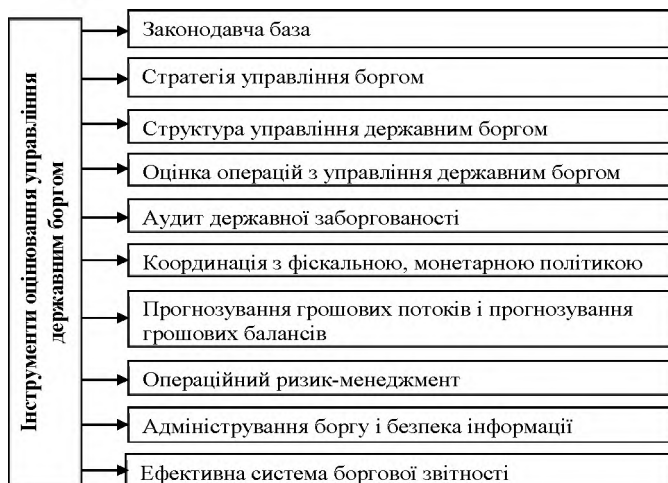 Інструменти оцінювання управління
державним боргом
Законодавча база
Стратегія управління боргом
Структура управління державним боргом
Оцінка операцій з управління державним боргом
Аудит державної заборгованості
Координація з фіскальною, монетарною політикою
Прогнозування грошових потоків і прогнозування
грошових балансів
Операційний ризик-менеджмент
Адміністрування боргу і безпека інформації
Ефективна система боргової звітності